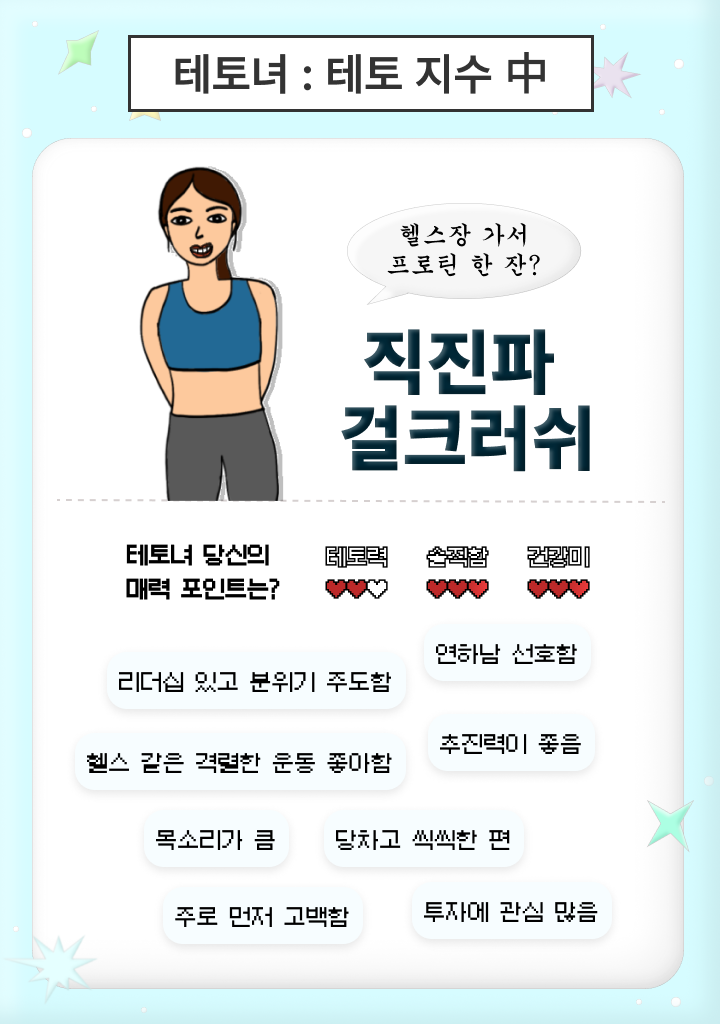 테토녀 : 테토 지수 中
헬스장 가서
프로틴 한 잔?
직진파
걸크러쉬
테토녀 당신의
매력 포인트는?
테토력 솔직함 건강미
연하남 선호함
리더십 있고 분위기 주도함
추진력이 좋음
헬스 같은 격렬한 운동 좋아함
목소리가 큼
당차고 씩씩한 편
주로 먼저 고백함
투자에 관심 많음